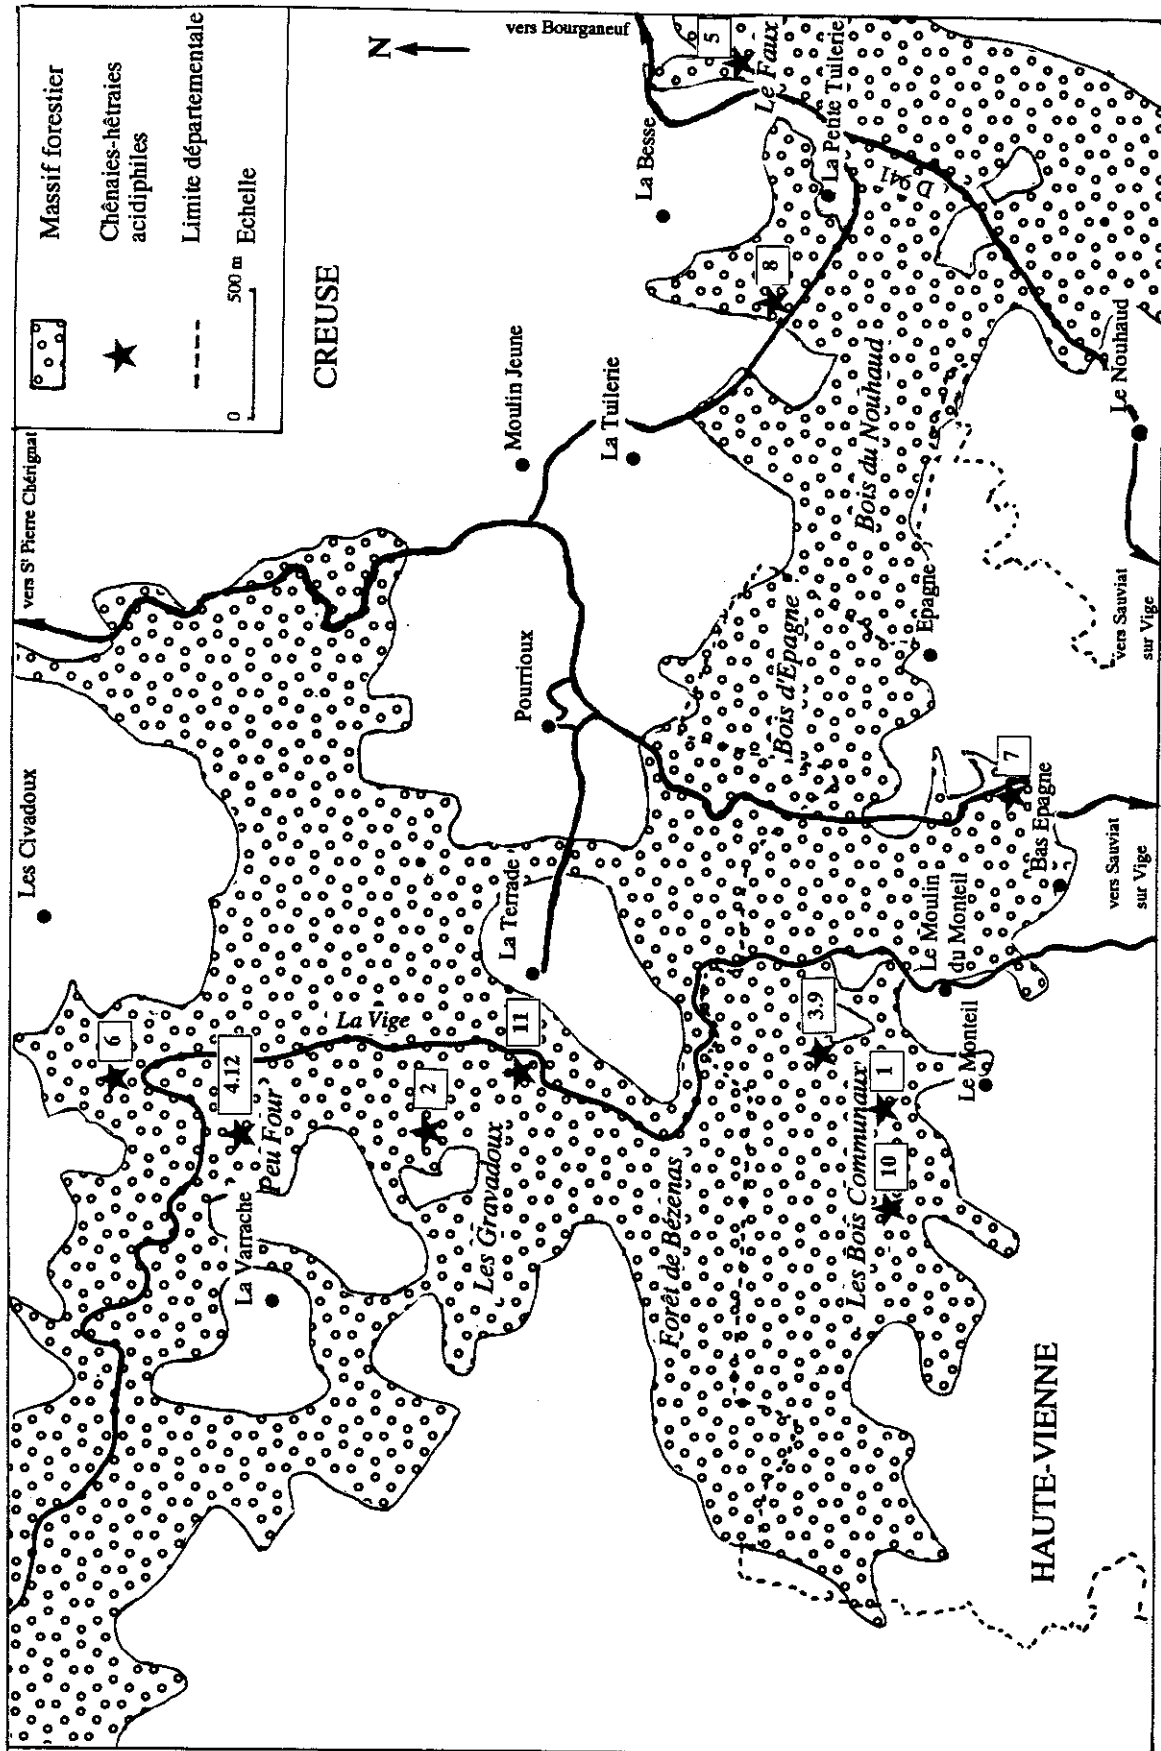 Massif forestier
Chênaies-hêtraies
acidiphiles
Limite départementale
0 500 m Echelle
N
CREUSE
HAUTE-VIENNE
vers St Pierre Chérignat
vers Bourganeuf
Les Civadoux
Moulin Jeune
La Tuilerie
La Besse
5
Le Faux
La Petite Tuilerie
D 941
8
Pourrioux
Bois du Nouhaud
Bois d'Epagne
Epagne
Le Nouhaud
vers Sauviat
sur Vige
7
Bas Epagne
vers Sauviat
sur Vige
La Terrade
La Vige
6
4.12
Peu Four
La Varrache
2
11
Les Gravadoux
Forêt de Bézenas
3.9
Le Moulin
du Monteil
Le Monteil
1
10
Les Bois Communaux